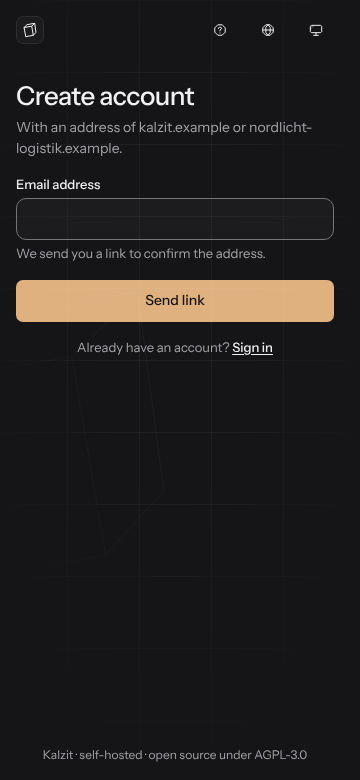 Create account
With an address of kalzit.example or nordlicht-
logistik.example.
Email address
We send you a link to confirm the address.
Send link
Already have an account? Sign in
Kalzit · self-hosted · open source under AGPL-3.0